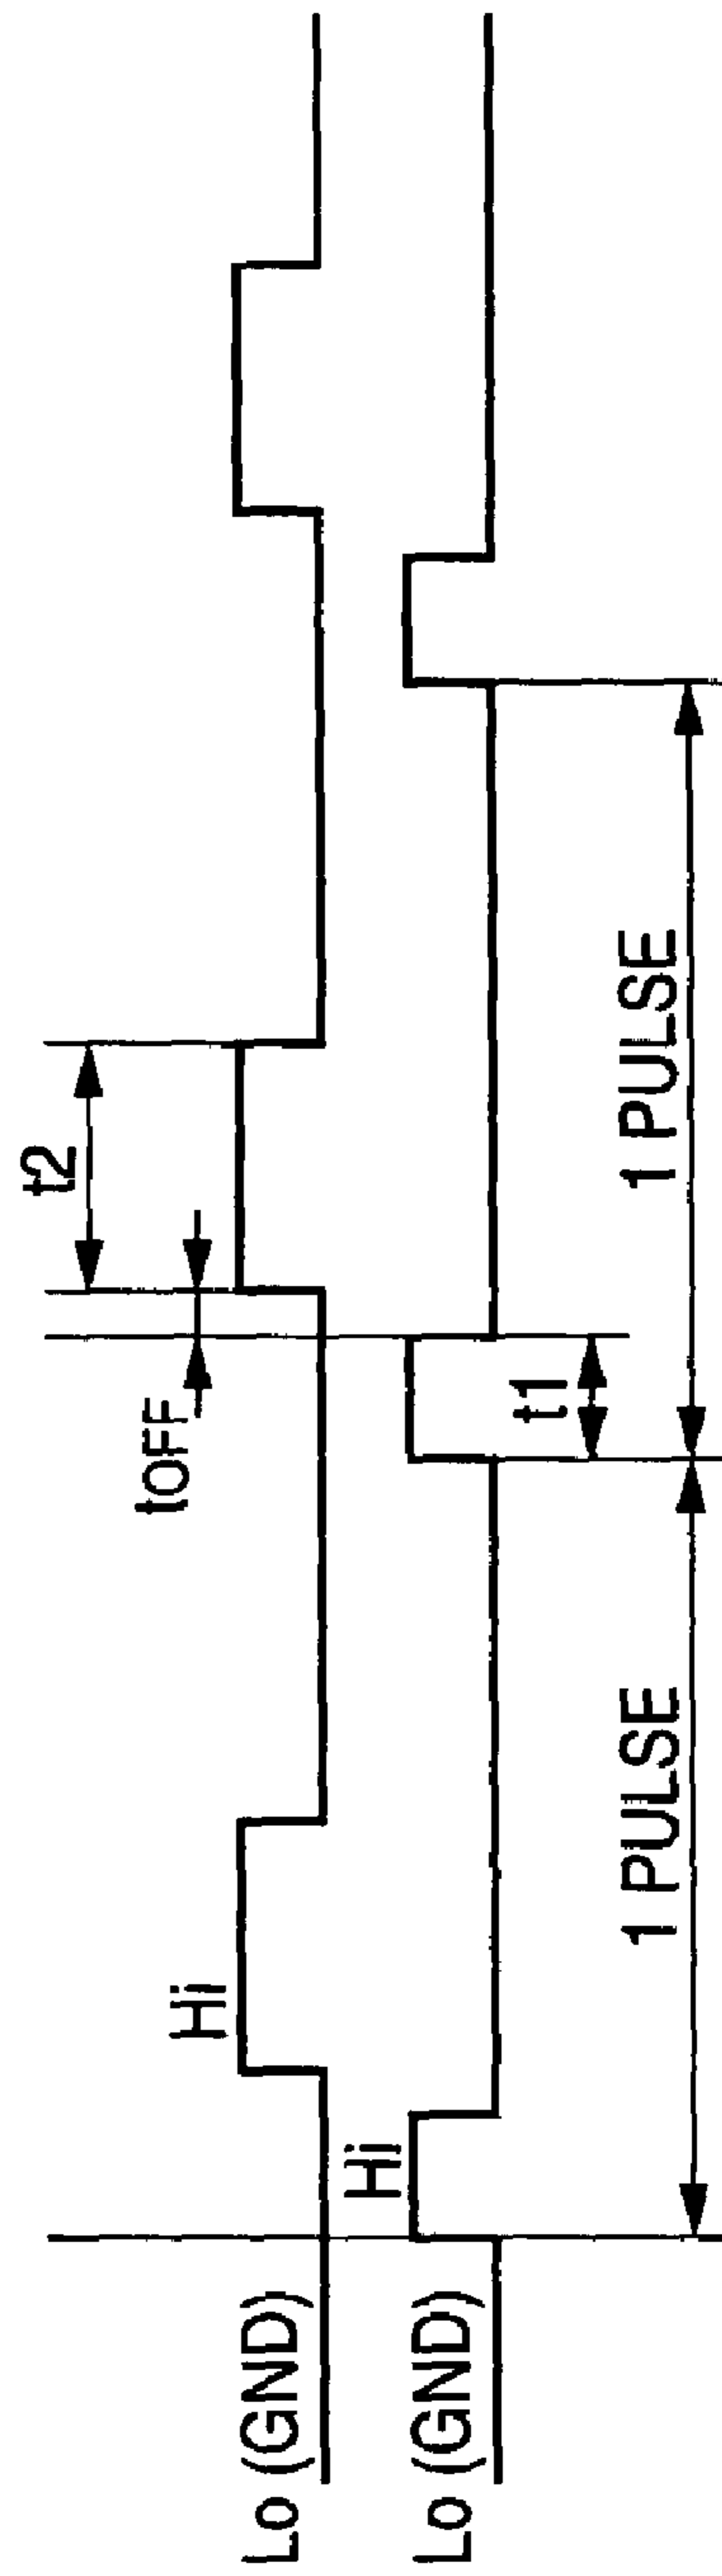 t2
tOFF
Hi
Lo (GND)
Hi
Lo (GND)
t1
1 PULSE
1 PULSE